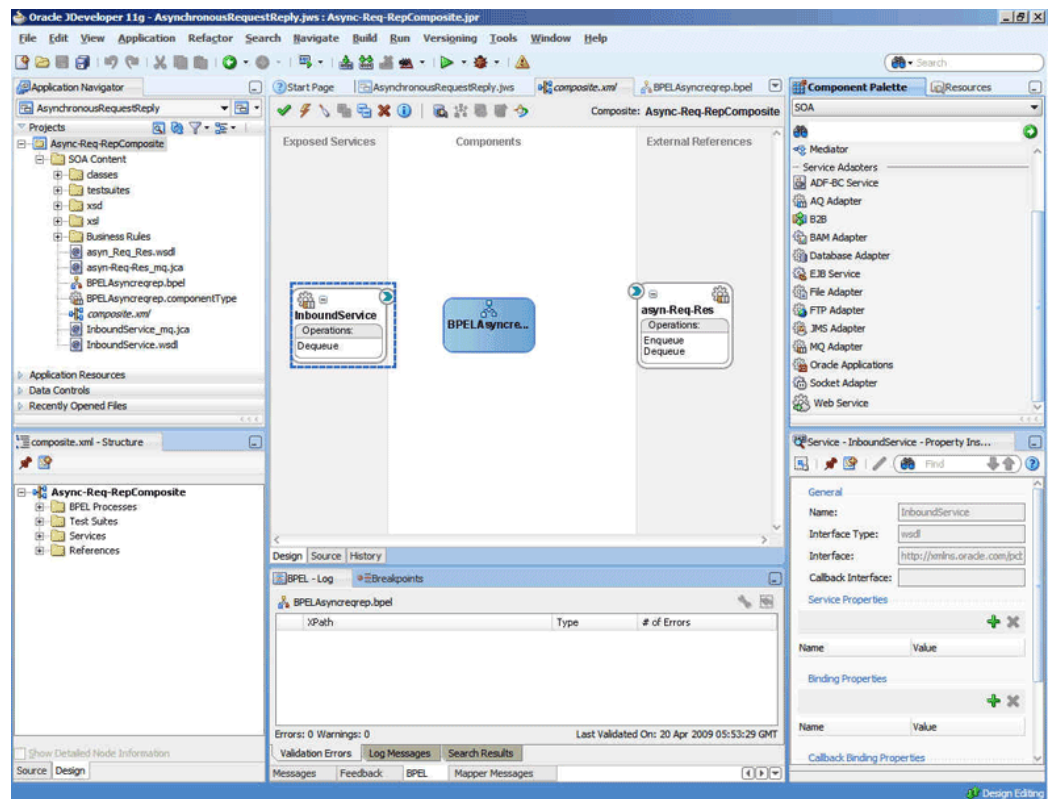 Oracle JDeveloper 11g - AsynchronousRequestReply.jws : Async-Req-RepComposite.jpr
File Edit View Application Refactor Search Navigate Build Run Versioning Tools Window Help
Search
Application Navigator
AsynchronousRequestReply
Projects
Async-Req-RepComposite
SOA Content
classes
testsuites
xsd
xsl
Business Rules
asyn_Req_Res.wsdl
asyn-Req-Res_mq.jca
BPELAsyncreqrep.bpel
BPELAsyncreqrep.componentType
composite.xml
InboundService_mq.jca
InboundService.wsdl
Application Resources
Data Controls
Recently Opened Files
composite.xml - Structure
Async-Req-RepComposite
BPEL Processes
Test Suites
Services
References
Show Detailed Node Information
Source Design
Start Page AsynchronousRequestReply.jws composite.xml BPELAsyncreqrep.bpel
Composite: Async-Req-RepComposite
Exposed Services Components External References
InboundService
Operations:
Dequeue
BPELAsyncre...
asyn-Req-Res
Operations:
Enqueue
Dequeue
Design Source History
BPEL - Log Breakpoints
BPELAsyncreqrep.bpel
XPath Type # of Errors
Errors: 0 Warnings: 0 Last Validated On: 20 Apr 2009 05:53:29 GMT
Validation Errors Log Messages Search Results
Messages Feedback BPEL Mapper Messages
Component Palette Resources
SOA
Mediator
Service Adapters
ADF-BC Service
AQ Adapter
B2B
BAM Adapter
Database Adapter
EJB Service
File Adapter
FTP Adapter
JMS Adapter
MQ Adapter
Oracle Applications
Socket Adapter
Web Service
Service - InboundService - Property Ins...
Find
General
Name: InboundService
Interface Type: wsdl
Interface: http://xmlns.oracle.com/pcb
Callback Interface:
Service Properties
Name Value
Binding Properties
Name Value
Callback Binding Properties
Design Editing